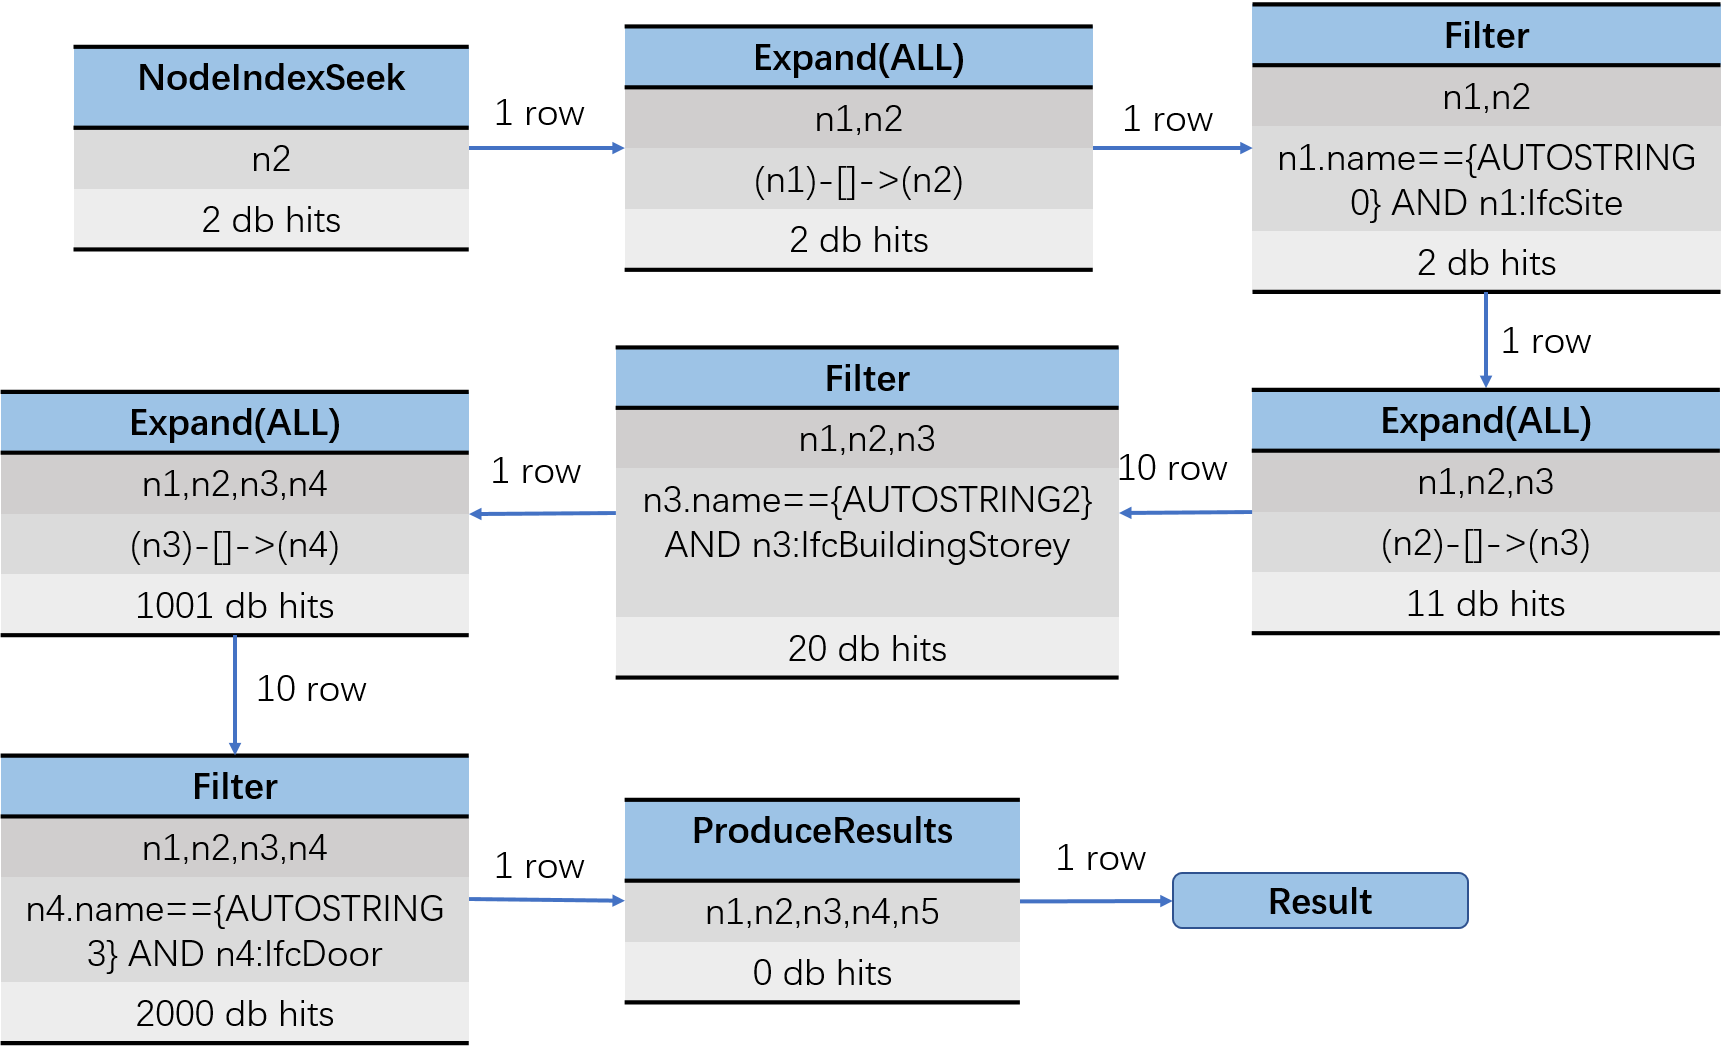 NodeIndexSeek
n2
2 db hits
1 row
Expand(ALL)
n1,n2
(n1)-[]->(n2)
2 db hits
1 row
Filter
n1,n2
n1.name=={AUTOSTRING
0} AND n1:IfcSite
2 db hits
1 row
Expand(ALL)
n1,n2,n3
(n2)-[]->(n3)
11 db hits
10 row
Filter
n1,n2,n3
n3.name=={AUTOSTRING2}
AND n3:IfcBuildingStorey
20 db hits
1 row
Expand(ALL)
n1,n2,n3,n4
(n3)-[]->(n4)
1001 db hits
10 row
Filter
n1,n2,n3,n4
n4.name=={AUTOSTRING
3} AND n4:IfcDoor
2000 db hits
1 row
ProduceResults
n1,n2,n3,n4,n5
0 db hits
1 row
Result